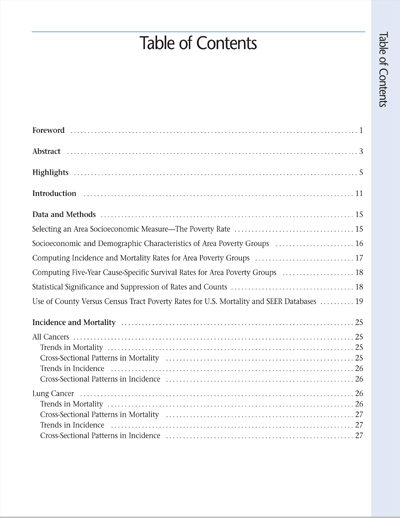 Table of Contents
Table of Contents
Foreword 1
Abstract 3
Highlights 5
Introduction 11
Data and Methods 15
Selecting an Area Socioeconomic Measure—The Poverty Rate 15
Socioeconomic and Demographic Characteristics of Area Poverty Groups 16
Computing Incidence and Mortality Rates for Area Poverty Groups 17
Computing Five-Year Cause-Specific Survival Rates for Area Poverty Groups 18
Statistical Significance and Suppression of Rates and Counts 18
Use of County Versus Census Tract Poverty Rates for U.S. Mortality and SEER Databases 19
Incidence and Mortality 25
All Cancers 25
Trends in Mortality 25
Cross-Sectional Patterns in Mortality 25
Trends in Incidence 26
Cross-Sectional Patterns in Incidence 26
Lung Cancer 26
Trends in Mortality 26
Cross-Sectional Patterns in Mortality 27
Trends in Incidence 27
Cross-Sectional Patterns in Incidence 27